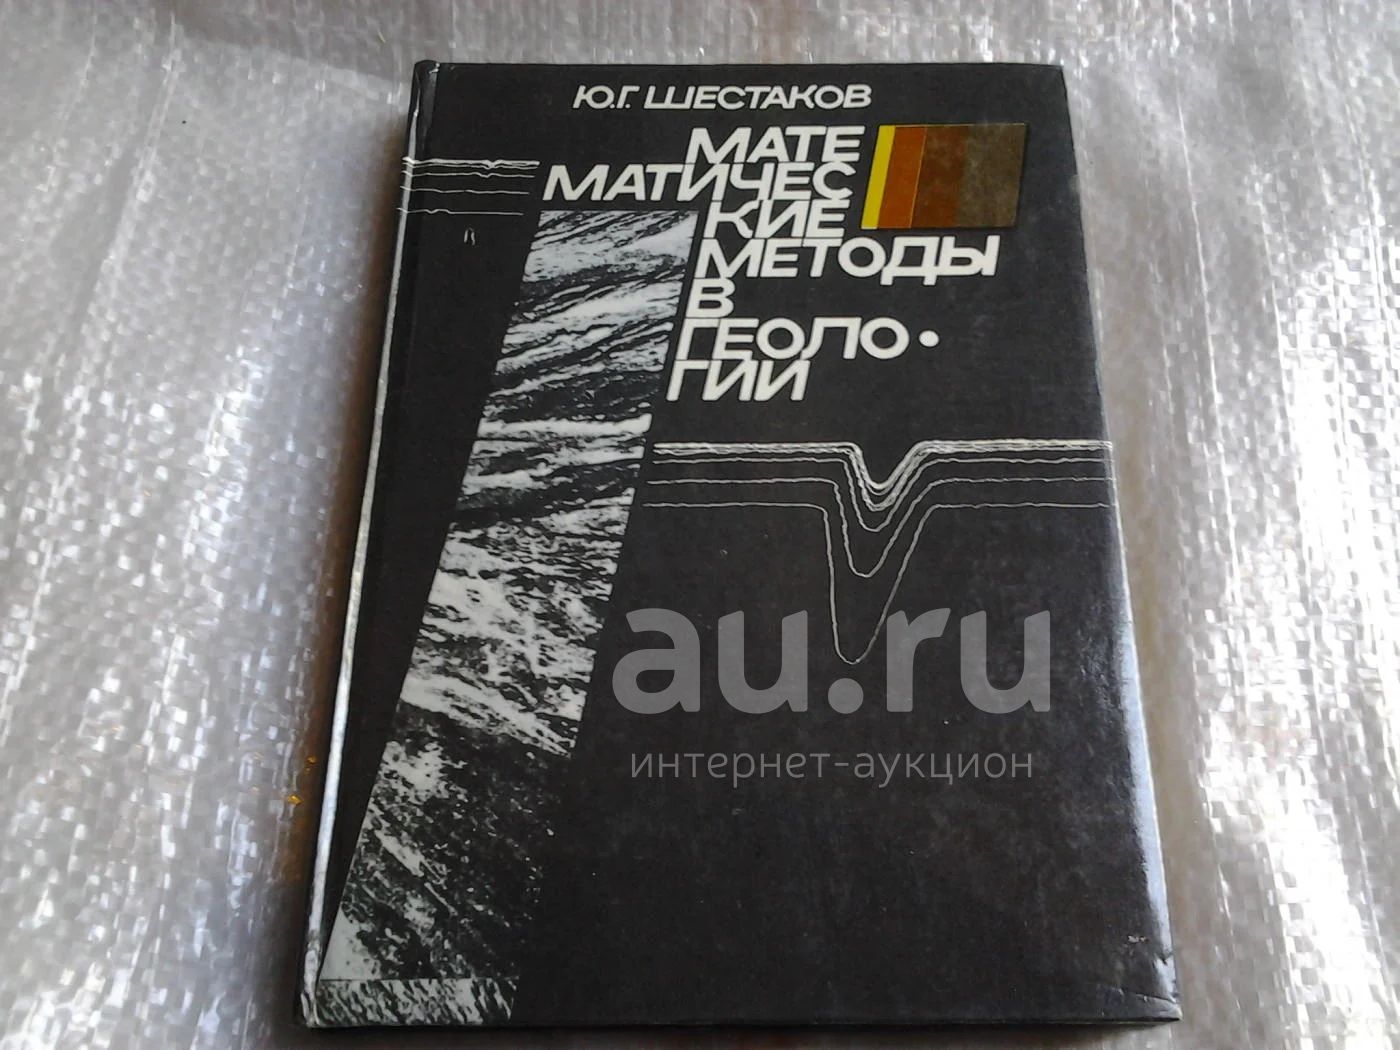 Ю.Г. ШЕСТАКОВ
МАТЕ
МАТИЧЕС
КИЕ
МЕТОДЫ
В
ГЕОЛО •
ГИИ
au.ru
интернет-аукцион